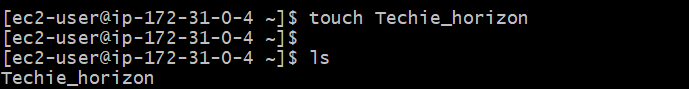 [ec2-user@ip-172-31-0-4 ~]$ touch Techie_horizon
[ec2-user@ip-172-31-0-4 ~]$
[ec2-user@ip-172-31-0-4 ~]$ ls
Techie_horizon